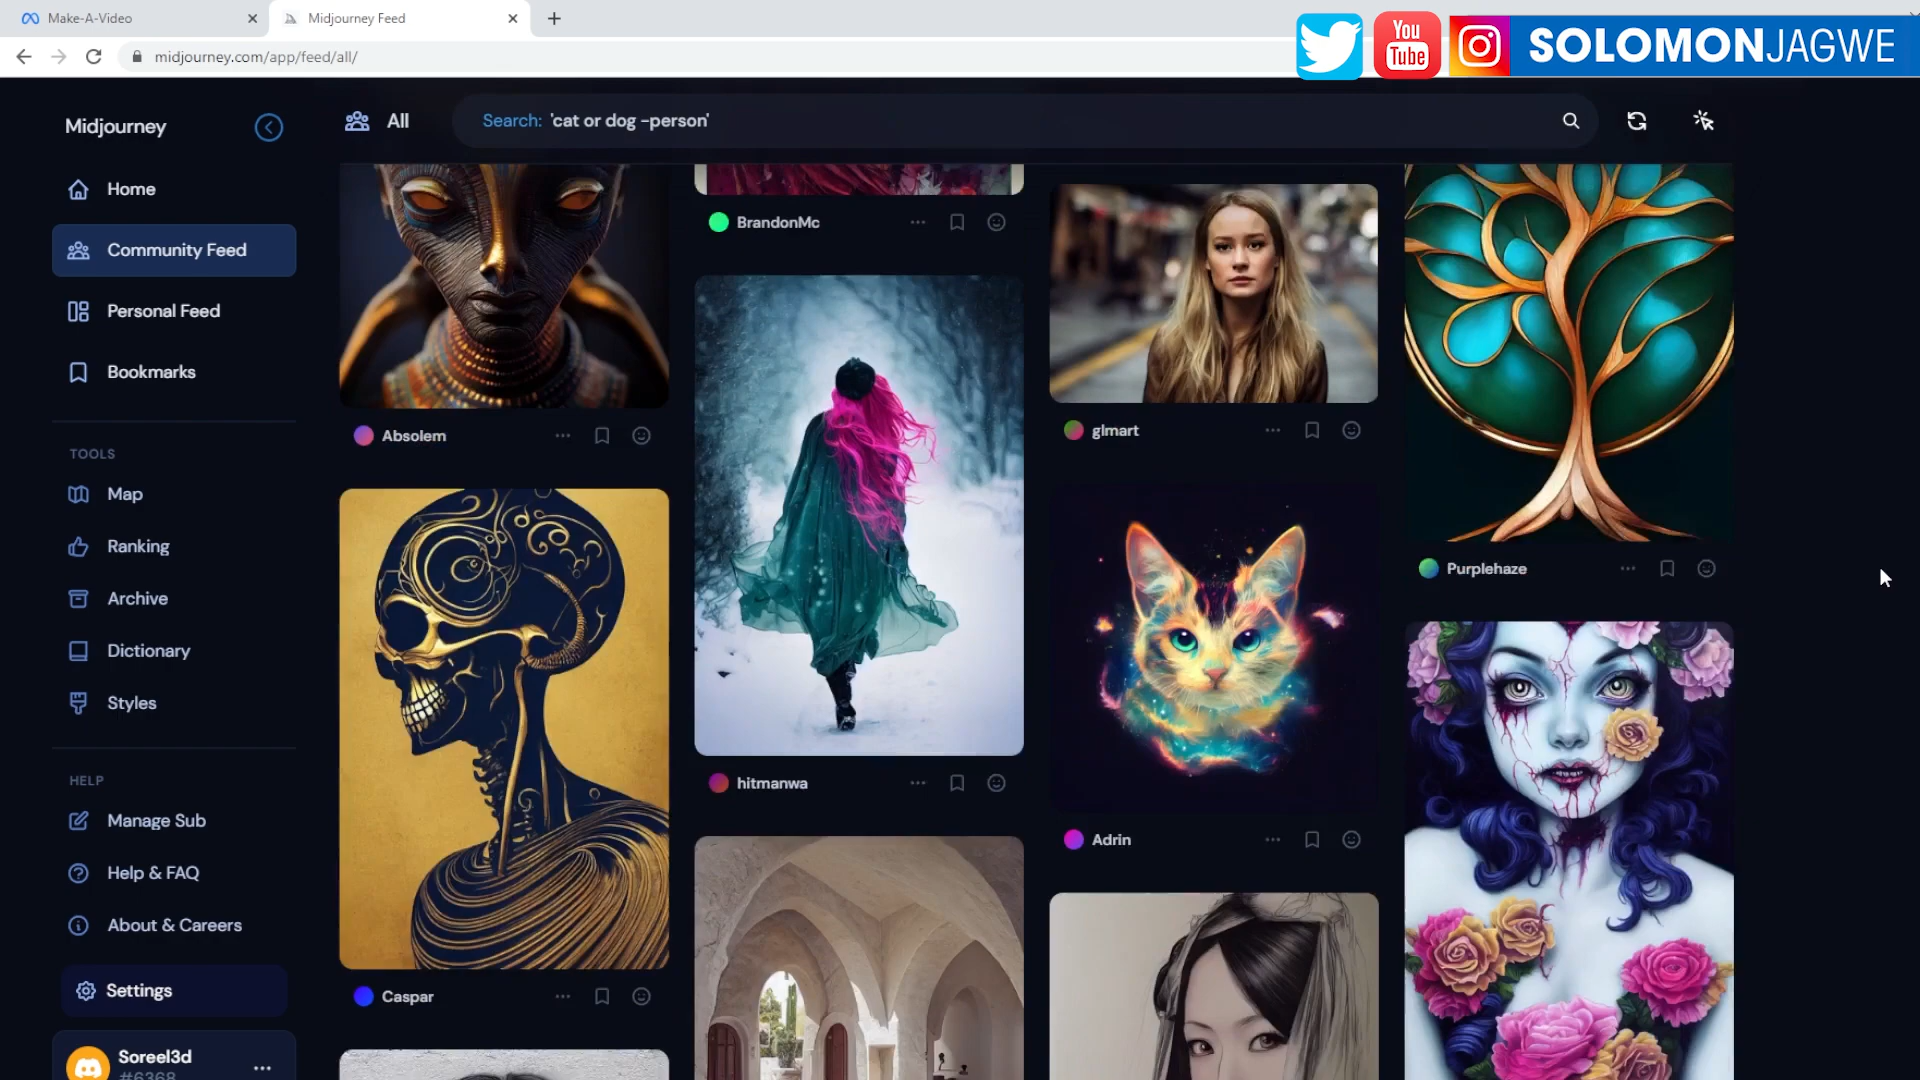 Make-A-Video
Midjourney Feed
midjourney.com/app/feed/all/
You
Tube
SOLOMONJAGWE
Midjourney
All
Search: 'cat or dog -person'
Home
Community Feed
Personal Feed
Bookmarks
TOOLS
Map
Ranking
Archive
Dictionary
Styles
HELP
Manage Sub
Help & FAQ
About & Careers
Settings
Soreel3d
#6368
Absolem
Caspar
BrandonMc
hitmanwa
glmart
Adrin
Purplehaze